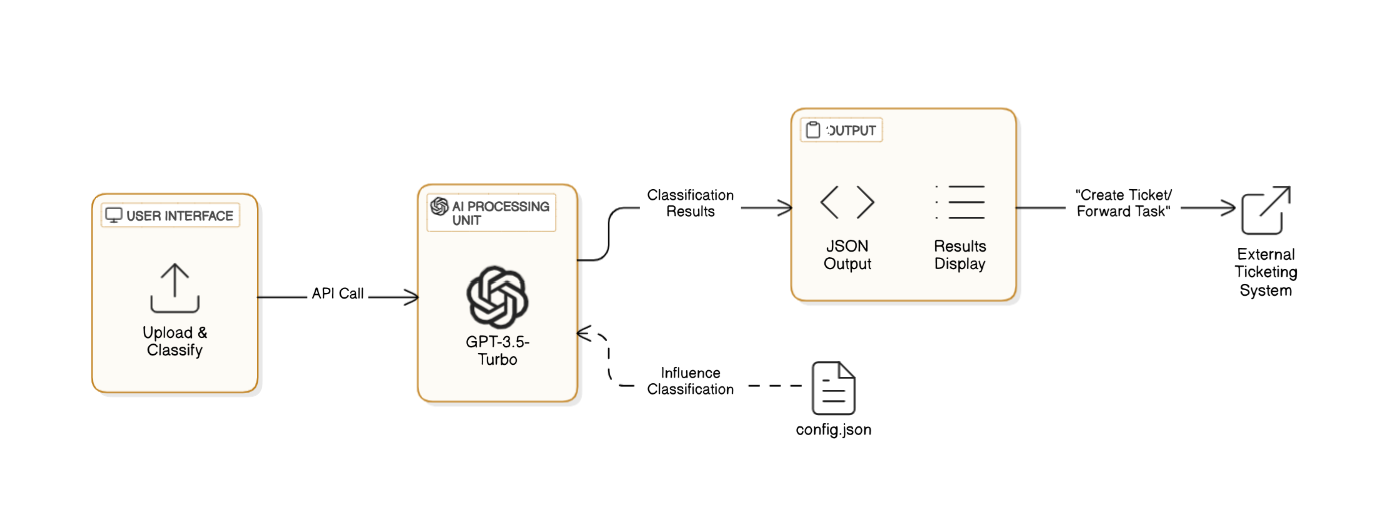 USER INTERFACE
Upload &
Classify
API Call
AI PROCESSING
UNIT
GPT-3.5-
Turbo
Classification
Results
Influence
Classification
config.json
OUTPUT
JSON
Output
Results
Display
"Create Ticket/
Forward Task"
External
Ticketing
System